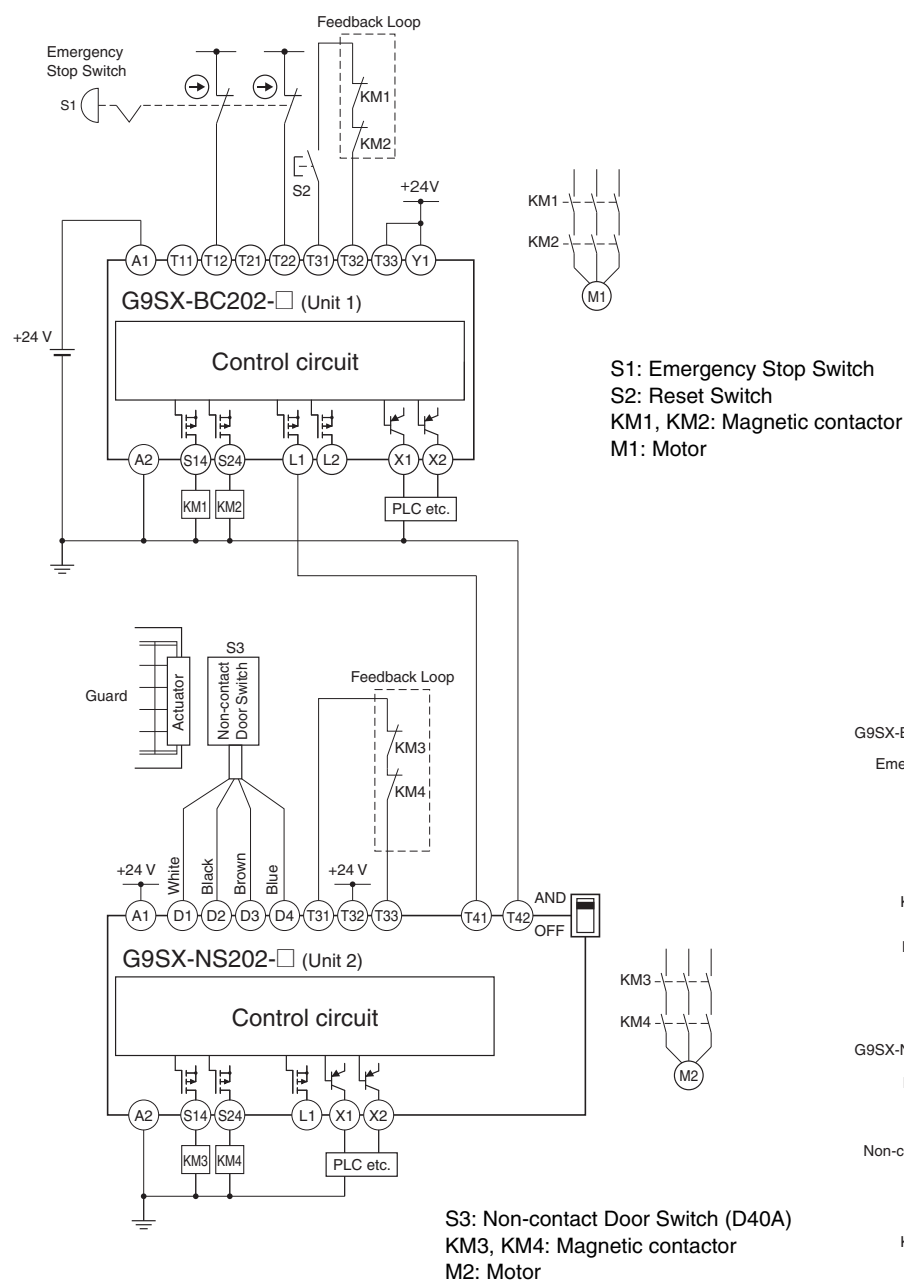 Feedback Loop
Emergency
Stop Switch
S1
KM1
KM2
S2
+24V
KM1
KM2
M1
A1 T11 T12 T21 T22 T31 T32 T33 Y1
G9SX-BC202-□ (Unit 1)
+24 V
Control circuit
S1: Emergency Stop Switch
S2: Reset Switch
KM1, KM2: Magnetic contactor
M1: Motor
A2 S14 S24 L1 L2 X1 X2
KM1 KM2 PLC etc.
S3
Non-contact
Door Switch
Guard
Actuator
Feedback Loop
KM3
KM4
G9SX-
Eme
+24 V
White
Black
Brown
Blue
+24 V
AND
A1 D1 D2 D3 D4 T31 T32 T33 T41 T42
OFF
G9SX-NS202-□ (Unit 2)
Control circuit
KM3
KM4
M2
G9SX-N
Non-c
A2 S14 S24 L1 X1 X2
KM3 KM4 PLC etc.
S3: Non-contact Door Switch (D40A)
KM3, KM4: Magnetic contactor
M2: Motor